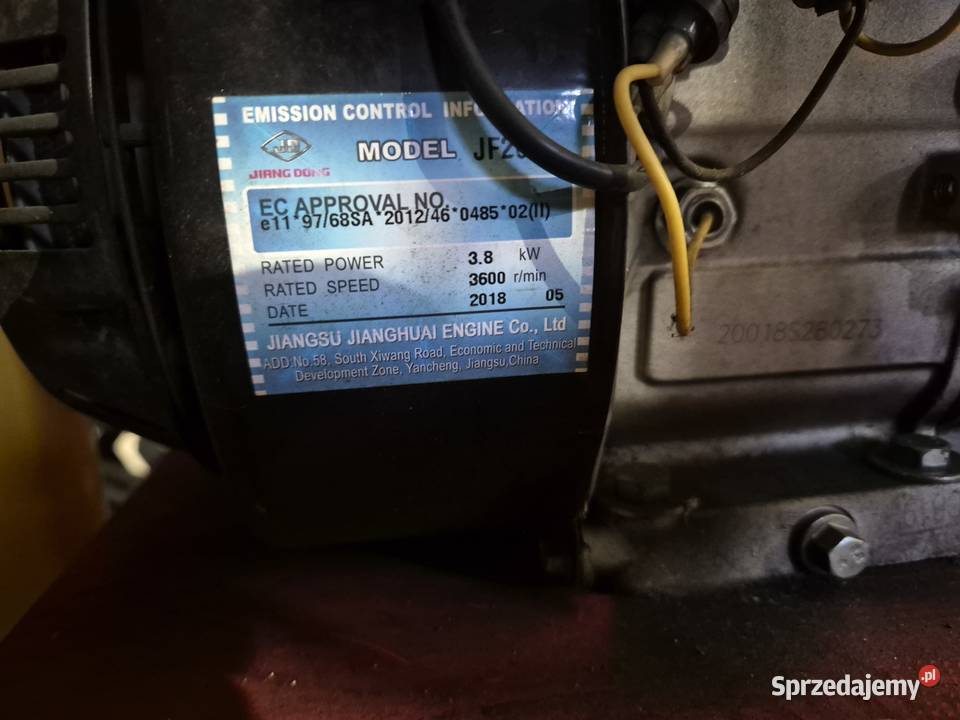 EMISSION CONTROL INFORMATION
JD
JIANG DONG
MODEL
EC APPROVAL NO.
e11*97/68SA*2012/46*0485*02(II)
RATED POWER 3.8 kW
RATED SPEED 3600 r/min
DATE 2018 05
JIANGSU JIANGHUAI ENGINE Co., Ltd
ADD:No.58, South Xiwang Road, Economic and Technical
Development Zone, Yancheng, Jiangsu,China
20018S280273
Sprzedajemy.pl